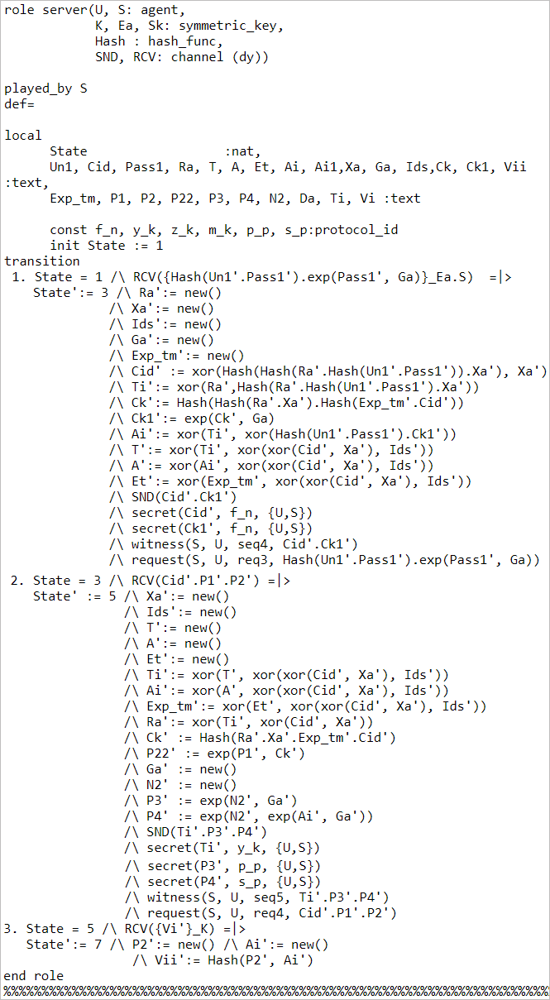 role server(U, S: agent,
K, Ea, Sk: symmetric_key,
Hash : hash_func,
SND, RCV: channel (dy))
played_by S
def=
local
State :nat,
Un1, Cid, Pass1, Ra, T, A, Et, Ai, Ai1,Xa, Ga, Ids,Ck, Ck1, Vii
:text,
Exp_tm, P1, P2, P22, P3, P4, N2, Da, Ti, Vi :text
const f_n, y_k, z_k, m_k, p_p, s_p:protocol_id
init State := 1
transition
1. State = 1 /\ RCV({Hash(Un1'.Pass1').exp(Pass1', Ga)}_Ea.S) =|>
State':= 3 /\ Ra':= new()
/\ Xa':= new()
/\ Ids':= new()
/\ Ga':= new()
/\ Exp_tm':= new()
/\ Cid' := xor(Hash(Hash(Ra'.Hash(Un1'.Pass1')).Xa'), Xa')
/\ Ti':= xor(Ra',Hash(Ra'.Hash(Un1'.Pass1').Xa'))
/\ Ck':= Hash(Hash(Ra'.Xa').Hash(Exp_tm'.Cid'))
/\ Ck1':= exp(Ck', Ga)
/\ Ai':= xor(Ti', xor(Hash(Un1'.Pass1').Ck1'))
/\ T':= xor(Ti', xor(xor(Cid', Xa'), Ids'))
/\ A':= xor(Ai', xor(xor(Cid', Xa'), Ids'))
/\ Et':= xor(Exp_tm', xor(xor(Cid', Xa'), Ids'))
/\ SND(Cid'.Ck1')
/\ secret(Cid', f_n, {U,S})
/\ secret(Ck1', f_n, {U,S})
/\ witness(S, U, seq4, Cid'.Ck1')
/\ request(S, U, req3, Hash(Un1'.Pass1').exp(Pass1', Ga))
2. State = 3 /\ RCV(Cid'.P1'.P2') =|>
State' := 5 /\ Xa':= new()
/\ Ids':= new()
/\ T':= new()
/\ A':= new()
/\ Et':= new()
/\ Ti':= xor(T', xor(xor(Cid', Xa'), Ids'))
/\ Ai':= xor(A', xor(xor(Cid', Xa'), Ids'))
/\ Exp_tm':= xor(Et', xor(xor(Cid', Xa'), Ids'))
/\ Ra':= xor(Ti', xor(Cid', Xa'))
/\ Ck' := Hash(Ra'.Xa'.Exp_tm'.Cid')
/\ P22' := exp(P1', Ck')
/\ Ga' := new()
/\ N2' := new()
/\ P3' := exp(N2', Ga')
/\ P4' := exp(N2', exp(Ai', Ga'))
/\ SND(Ti'.P3'.P4')
/\ secret(Ti', y_k, {U,S})
/\ secret(P3', p_p, {U,S})
/\ secret(P4', s_p, {U,S})
/\ witness(S, U, seq5, Ti'.P3'.P4')
/\ request(S, U, req4, Cid'.P1'.P2')
3. State = 5 /\ RCV({Vi'}_K) =|>
State':= 7 /\ P2':= new() /\ Ai':= new()
/\ Vii':= Hash(P2', Ai')
end role
%%%%%%%%%%%%%%%%%%%%%%%%%%%%%%%%%%%%%%%%%%%%%%%%%%%%%%%%%%%%%%%%%%%%%%%%%%